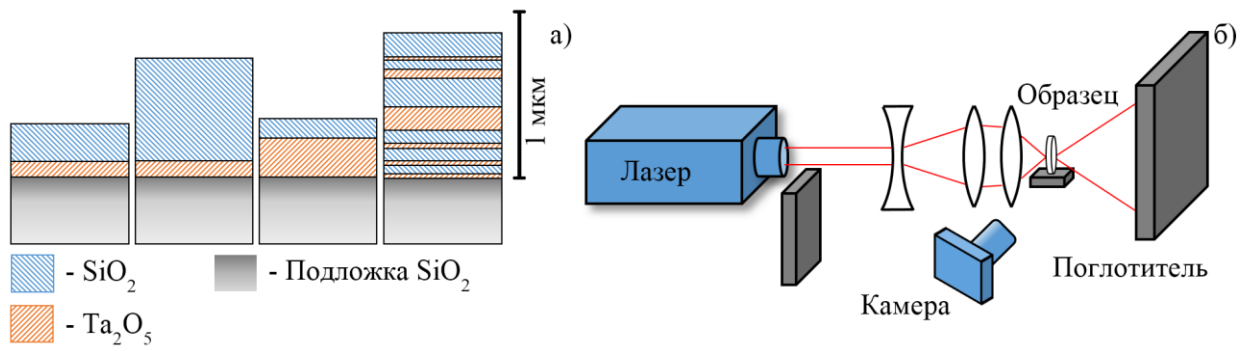 а)
1 мкм
- SiO₂
- Подложка SiO₂
- Ta₂O₅
б)
Образец
Лазер
Поглотитель
Камера